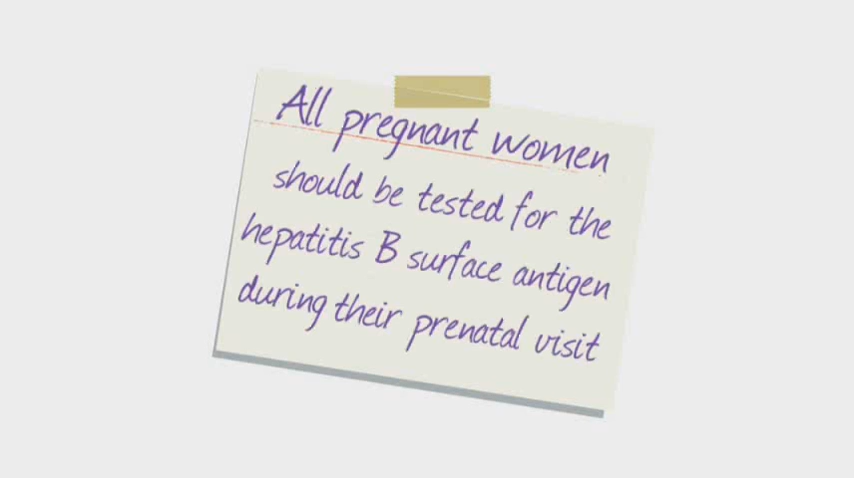 All pregnant women
should be tested for the
hepatitis B surface antigen
during their prenatal visit